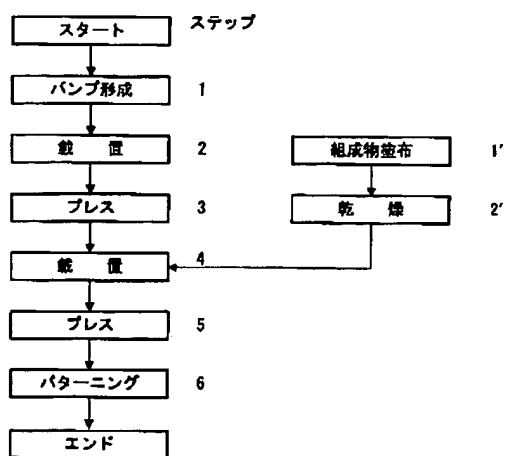 スタート ステップ
バンプ形成 1
載 置 2
組成物塗布 1'
プレス 3
乾 燥 2'
載 置 4
プレス 5
パターニング 6
エンド